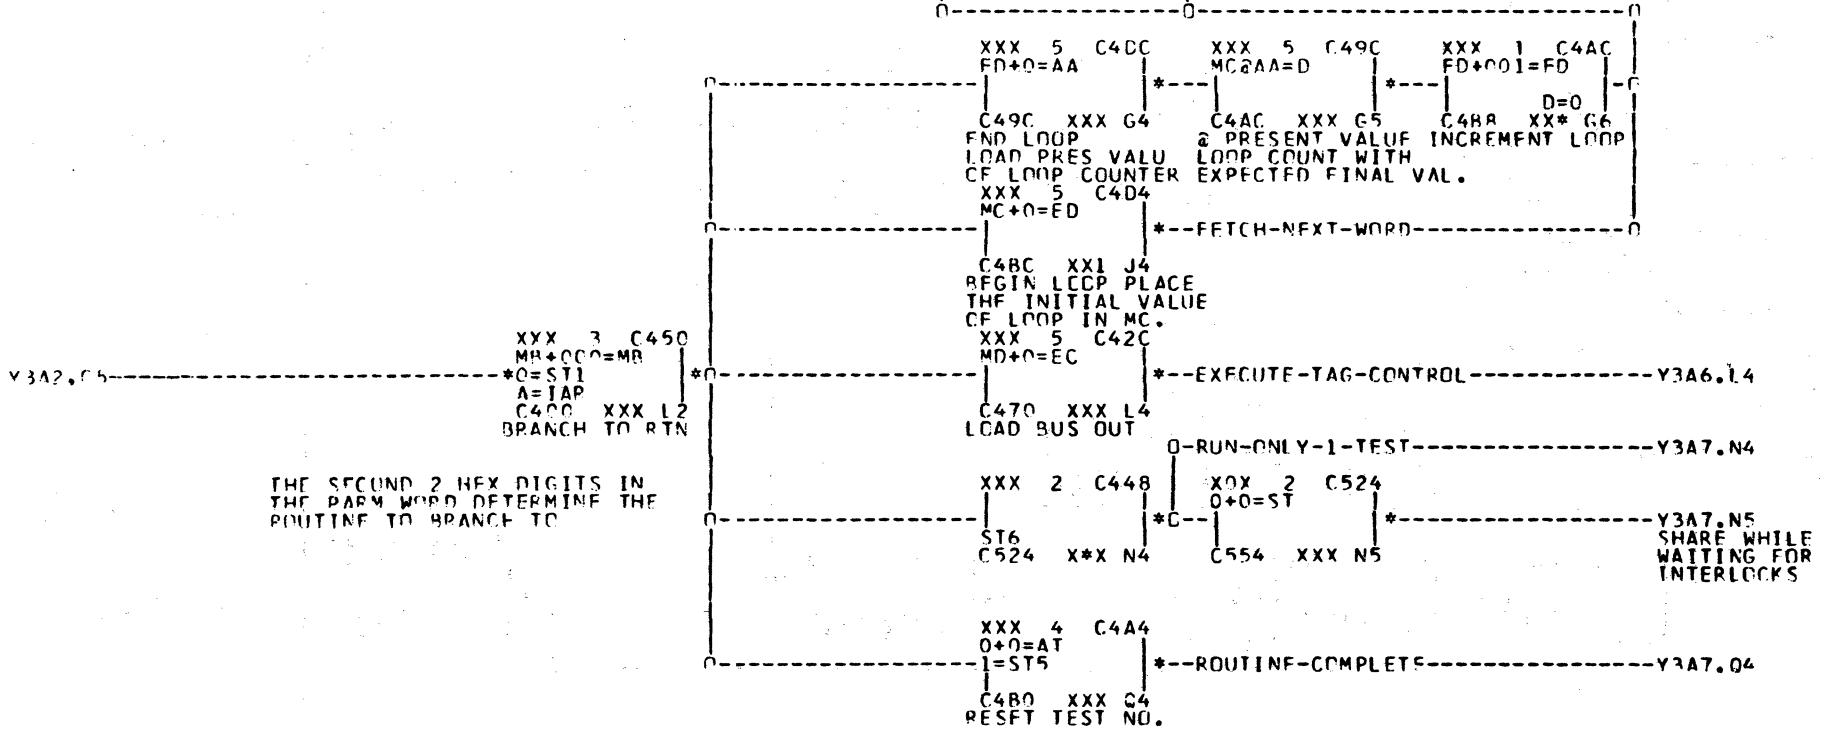 XXX 5 C4DC XXX 5 C49C XXX 1 C4AC
FD+0=AA MC@AA=D FD+001=FD
*--- *---
D=0
C49C XXX G4 C4AC XXX G5 C4B8 XX* G6
END LOOP @ PRESENT VALUE INCREMENT LOOP
LOAD PRES VALU LOOP COUNT WITH
OF LOOP COUNTER EXPECTED FINAL VAL.
XXX 5 C4D4
MC+0=ED
*--FETCH-NEXT-WORD
C4BC XX1 J4
BEGIN LOOP PLACE
THE INITIAL VALUE
OF LOOP IN MC.
XXX 3 C450 XXX 5 C42C
MB+000=MB MD+0=EC
Y3A2.C5 *0=ST1 * *--EXECUTE-TAG-CONTROL Y3A6.L4
A=IAR
C400 XXX L2 C470 XXX L4
BRANCH TO RTN LOAD BUS OUT
O-RUN-ONLY-1-TEST Y3A7.N4
THE SECOND 2 HEX DIGITS IN XXX 2 C448 X0X 2 C524
THE PARM WORD DETERMINE THE 0+0=ST
ROUTINE TO BRANCH TO * * Y3A7.N5
ST6 SHARE WHILE
C524 X*X N4 C554 XXX N5 WAITING FOR
INTERLOCKS
XXX 4 C4A4
0+0=AT
1=ST5 *--ROUTINE-COMPLETE Y3A7.Q4
C4B0 XXX Q4
RESET TEST NO.